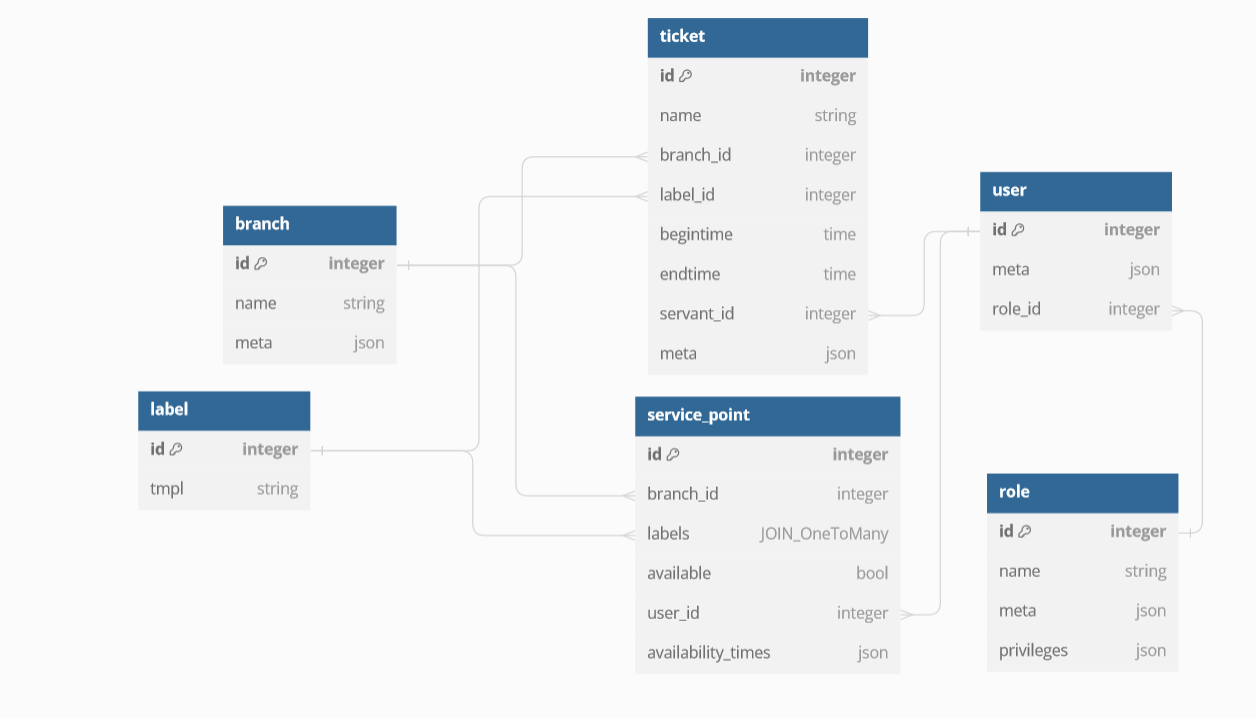 ticket
id integer
name string
branch_id integer
label_id integer
begintime time
endtime time
servant_id integer
meta json
user
id integer
meta json
role_id integer
branch
id integer
name string
meta json
label
id integer
tmpl string
service_point
id integer
branch_id integer
labels JOIN_OneToMany
available bool
user_id integer
availability_times json
role
id integer
name string
meta json
privileges json